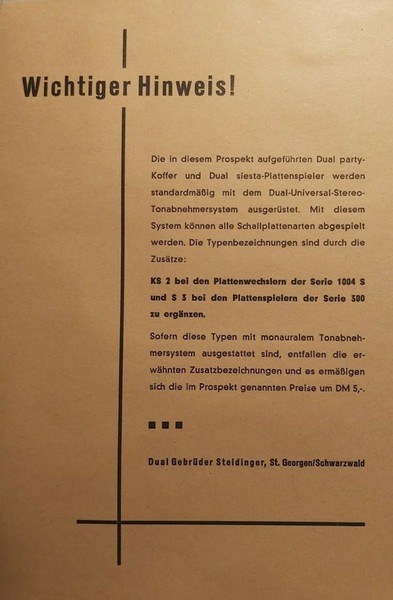 Wichtiger Hinweis!
Die in diesem Prospekt aufgeführten Dual party-
Koffer und Dual siesta-Plattenspieler werden
standardmäßig mit dem Dual-Universal-Stereo-
Tonabnehmersystem ausgerüstet. Mit diesem
System können alle Schallplattenarten abgespielt
werden. Die Typenbezeichnungen sind durch die
Zusätze:
KS 2 bei den Plattenwechslern der Serie 1004 S
und S 3 bei den Plattenspielern der Serie 300
zu ergänzen.
Sofern diese Typen mit monauralem Tonabneh-
mersystem ausgestattet sind, entfallen die er-
wähnten Zusatzbezeichnungen und es ermäßigen
sich die im Prospekt genannten Preise um DM 5,-.
Dual Gebrüder Steidinger, St. Georgen/Schwarzwald